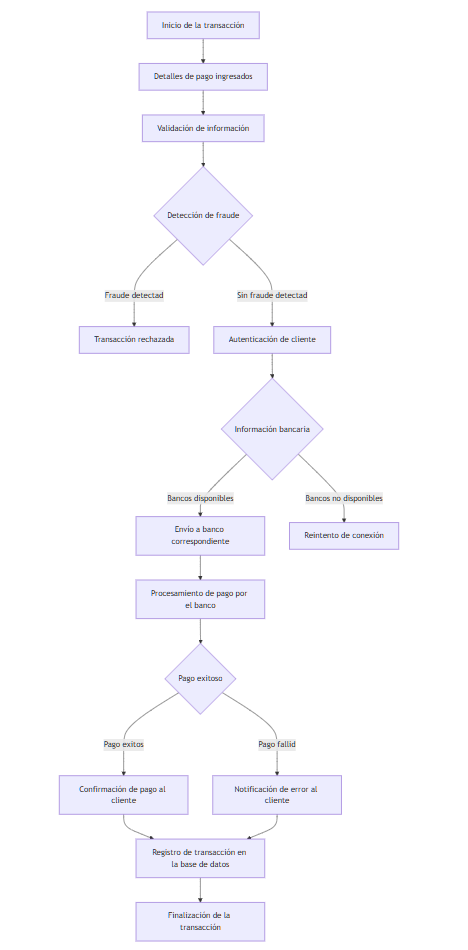 Inicio de la transacción
Detalles de pago ingresados
Validación de información
Detección de fraude
Fraude detectad
Sin fraude detectad
Transacción rechazada
Autenticación de cliente
Información bancaria
Bancos disponibles
Bancos no disponibles
Envío a banco
correspondiente
Reintento de conexión
Procesamiento de pago por
el banco
Pago exitoso
Pago exitos
Pago fallid
Confirmación de pago al
cliente
Notificación de error al
cliente
Registro de transacción en
la base de datos
Finalización de la
transacción